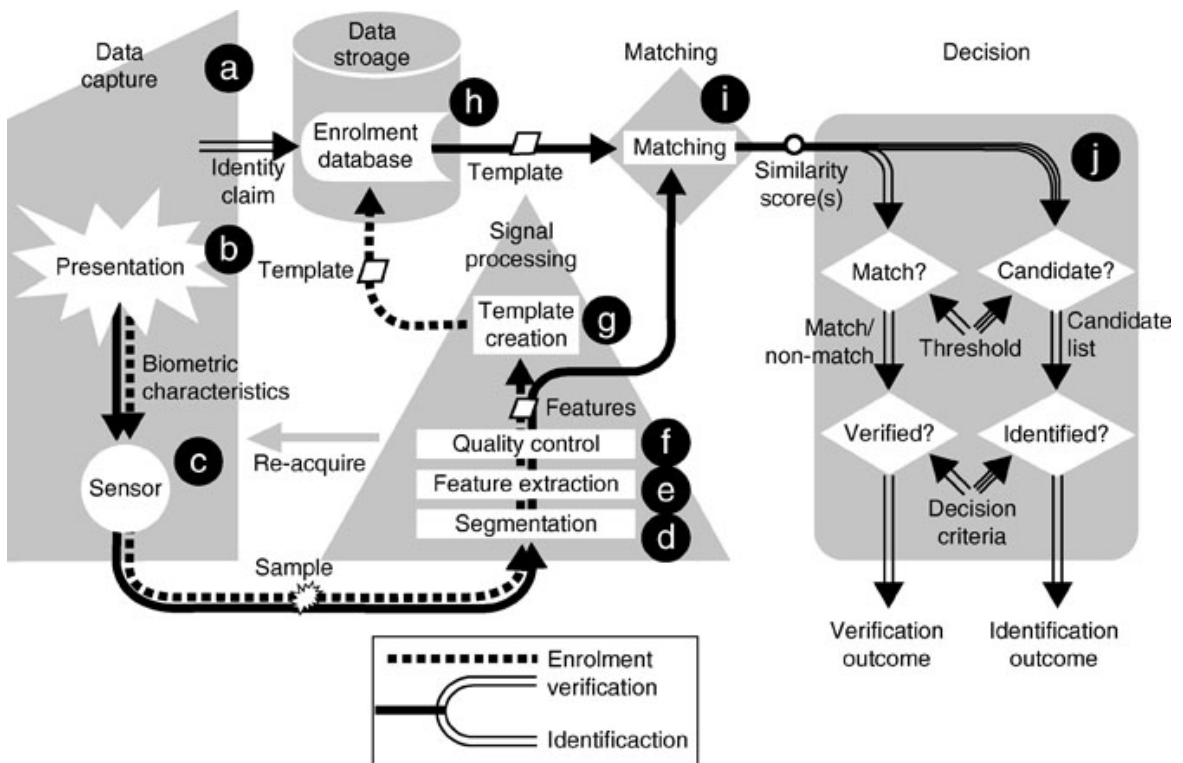 Data
capture
a
Data
stroage
h
Enrolment
database
Identity
claim
Template
Matching
i
Matching
Similarity
score(s)
Decision
j
Presentation
b
Template
Signal
processing
Template
creation
g
Match?
Candidate?
Match/
non-match
Threshold
Candidate
list
Biometric
characteristics
Features
Quality control
f
Re-acquire
Feature extraction
e
Segmentation
d
Sensor
c
Verified?
Identified?
Decision
criteria
Sample
Verification
outcome
Identification
outcome
Enrolment
verification
Identificaction